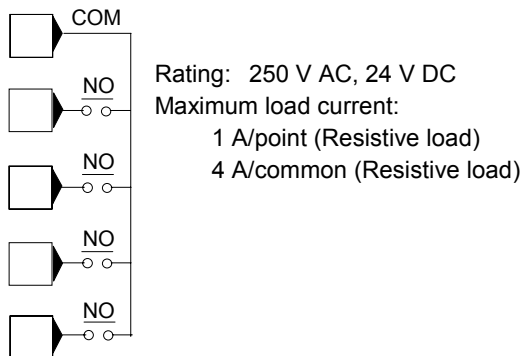 COM
NO
NO
NO
NO
Rating: 250 V AC, 24 V DC
Maximum load current:
1 A/point (Resistive load)
4 A/common (Resistive load)